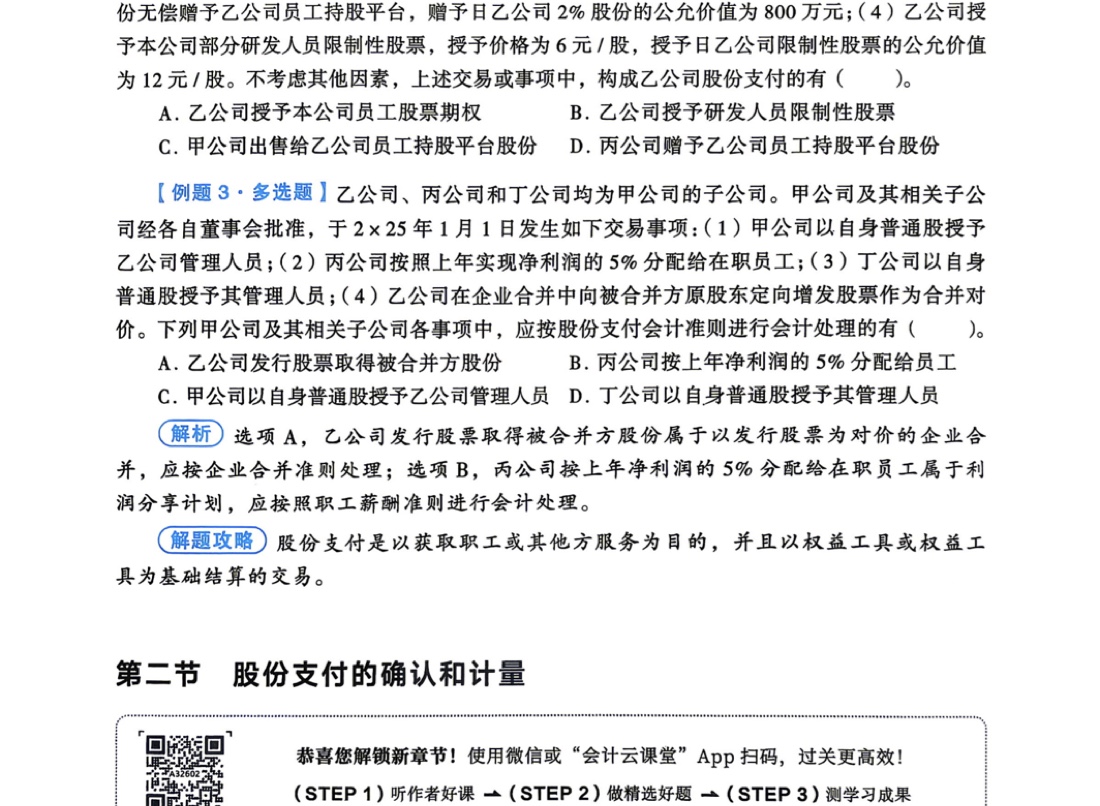 份无偿赠予乙公司员工持股平台，赠予日乙公司2%股份的公允价值为800万元；（4）乙公司授
予本公司部分研发人员限制性股票，授予价格为6元/股，授予日乙公司限制性股票的公允价值
为12元/股。不考虑其他因素，上述交易或事项中，构成乙公司股份支付的有（　　）。
A. 乙公司授予本公司员工股票期权　　B. 乙公司授予研发人员限制性股票
C. 甲公司出售给乙公司员工持股平台股份　　D. 丙公司赠予乙公司员工持股平台股份
【例题3·多选题】乙公司、丙公司和丁公司均为甲公司的子公司。甲公司及其相关子公
司经各自董事会批准，于2×25年1月1日发生如下交易事项：（1）甲公司以自身普通股授予
乙公司管理人员；（2）丙公司按照上年实现净利润的5%分配给在职员工；（3）丁公司以自身
普通股授予其管理人员；（4）乙公司在企业合并中向被合并方原股东定向增发股票作为合并对
价。下列甲公司及其相关子公司各事项中，应按股份支付会计准则进行会计处理的有（　　）。
A. 乙公司发行股票取得被合并方股份　　B. 丙公司按上年净利润的5%分配给员工
C. 甲公司以自身普通股授予乙公司管理人员　　D. 丁公司以自身普通股授予其管理人员
解析 选项A，乙公司发行股票取得被合并方股份属于以发行股票为对价的企业合
并，应按企业合并准则处理；选项B，丙公司按上年净利润的5%分配给在职员工属于利
润分享计划，应按照职工薪酬准则进行会计处理。
解题攻略 股份支付是以获取职工或其他方服务为目的，并且以权益工具或权益工
具为基础结算的交易。
第二节　股份支付的确认和计量
恭喜您解锁新章节！使用微信或“会计云课堂”App扫码，过关更高效！
A32602
（STEP 1）听作者好课 ⇀（STEP 2）做精选好题 ⇀（STEP 3）测学习成果